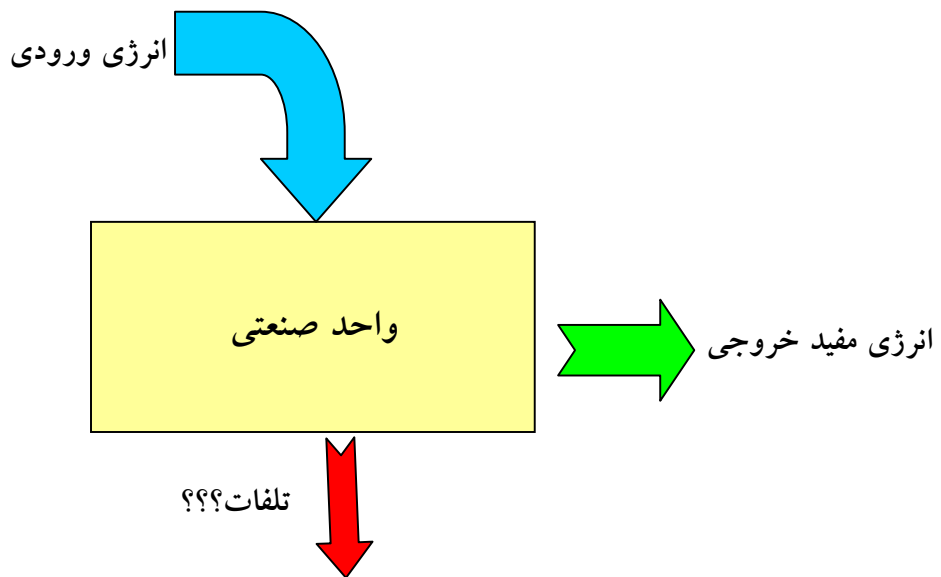 انرژی ورودی
واحد صنعتی
انرژی مفید خروجی
تلفات؟؟؟